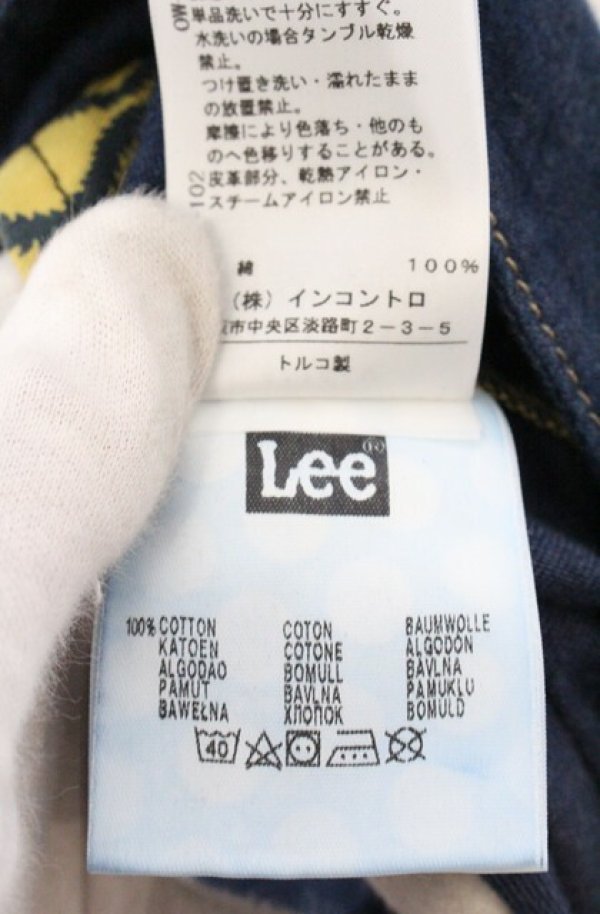 MO
単品洗いで十分にすすぐ。
水洗いの場合タンブル乾燥
禁止。
つけ置き洗い・濡れたまま
の放置禁止。
摩擦により色落ち・他のも
のへ色移りすることがある。
102
皮革部分、乾熱アイロン・
スチームアイロン禁止
綿 100%
(株) インコントロ
市中央区淡路町2-3-5
トルコ製
Lee®
100% COTTON COTON BAUMWOLLE
KATOEN COTONE ALGODON
ALGODAO BOMULL BAVLNA
PAMUT BAVLNA PAMUKLU
BAWEŁNA ХЛОПОК BOMULD
40